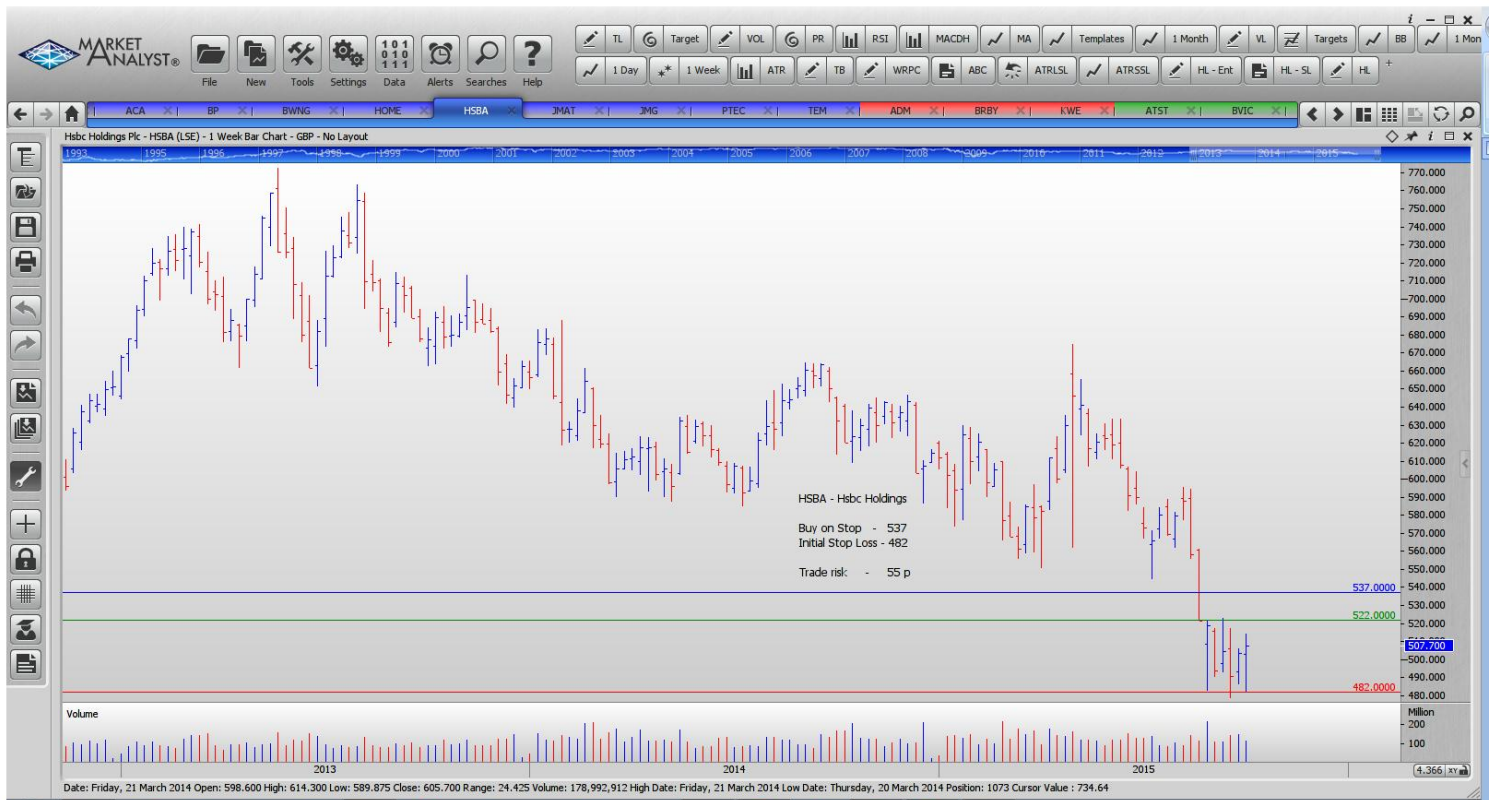 i
MARKET
ANALYST®
TL Target VOL PR RSI MACDH MA Templates 1 Month VL Targets BB 1 Mon
1 Day 1 Week ATR TB WRPC ABC ATRLSL ATRSSL HL - Ent HL - SL HL +
101
010
111
File New Tools Settings Data Alerts Searches Help
ACA BP BWNG HOME HSBA JMAT JMG PTEC TEM ADM BRBY KWE ATST BVIC
Hsbc Holdings Plc - HSBA (LSE) - 1 Week Bar Chart - GBP - No Layout
1993 1995 1996 1997 1998 1999 2000 2001 2002 2003 2004 2005 2006 2007 2008 2009 2010 2011 2012 2013 2014 2015
770.000
760.000
750.000
740.000
730.000
720.000
710.000
700.000
690.000
680.000
670.000
660.000
650.000
640.000
630.000
620.000
610.000
600.000
590.000
580.000
570.000
560.000
550.000
540.000
530.000
520.000
507.700
500.000
490.000
480.000
HSBA - Hsbc Holdings
Buy on Stop - 537
Initial Stop Loss - 482
Trade risk - 55 p
537.0000
522.0000
482.0000
Volume
Million
200
100
2013 2014 2015
4.366 XY
Date: Friday, 21 March 2014 Open: 598.600 High: 614.300 Low: 589.875 Close: 605.700 Range: 24.425 Volume: 178,992,912 High Date: Friday, 21 March 2014 Low Date: Thursday, 20 March 2014 Position: 1073 Cursor Value : 734.64